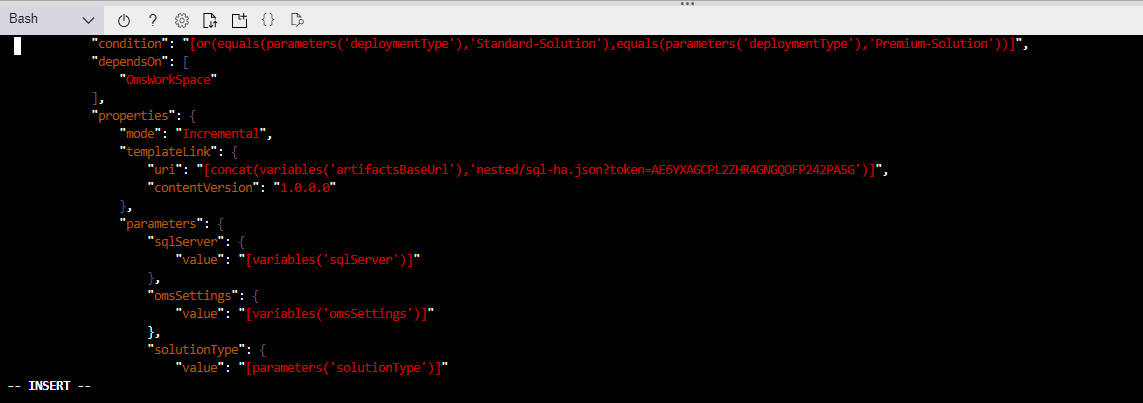 Bash
"condition": "[or(equals(parameters('deploymentType'),'Standard-Solution'),equals(parameters('deploymentType'),'Premium-Solution'))]",
"dependsOn": [
"OmsWorkSpace"
],
"properties": {
"mode": "Incremental",
"templateLink": {
"uri": "[concat(variables('artifactsBaseUrl'),'nested/sql-ha.json?token=AE6YXAGCPL2ZHR4GNGQOFP242PA5G')]",
"contentVersion": "1.0.0.0"
},
"parameters": {
"sqlServer": {
"value": "[variables('sqlServer')]"
},
"omsSettings": {
"value": "[variables('omsSettings')]"
},
"solutionType": {
"value": "[parameters('solutionType')]"
-- INSERT --